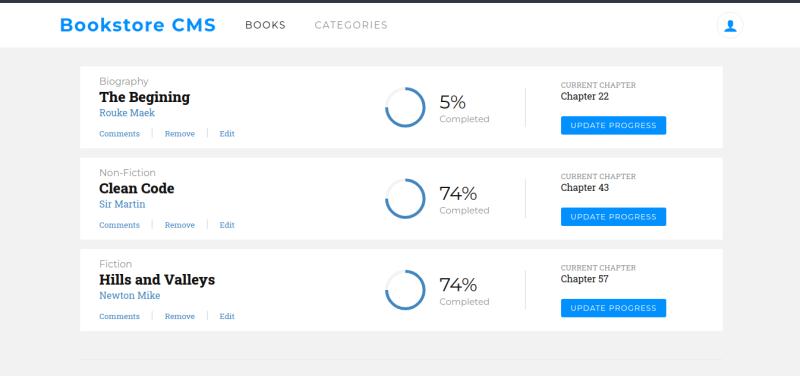 Bookstore CMS BOOKS CATEGORIES
Biography
The Begining
Rouke Maek
Comments Remove Edit
5%
Completed
CURRENT CHAPTER
Chapter 22
UPDATE PROGRESS
Non-Fiction
Clean Code
Sir Martin
Comments Remove Edit
74%
Completed
CURRENT CHAPTER
Chapter 43
UPDATE PROGRESS
Fiction
Hills and Valleys
Newton Mike
Comments Remove Edit
74%
Completed
CURRENT CHAPTER
Chapter 57
UPDATE PROGRESS